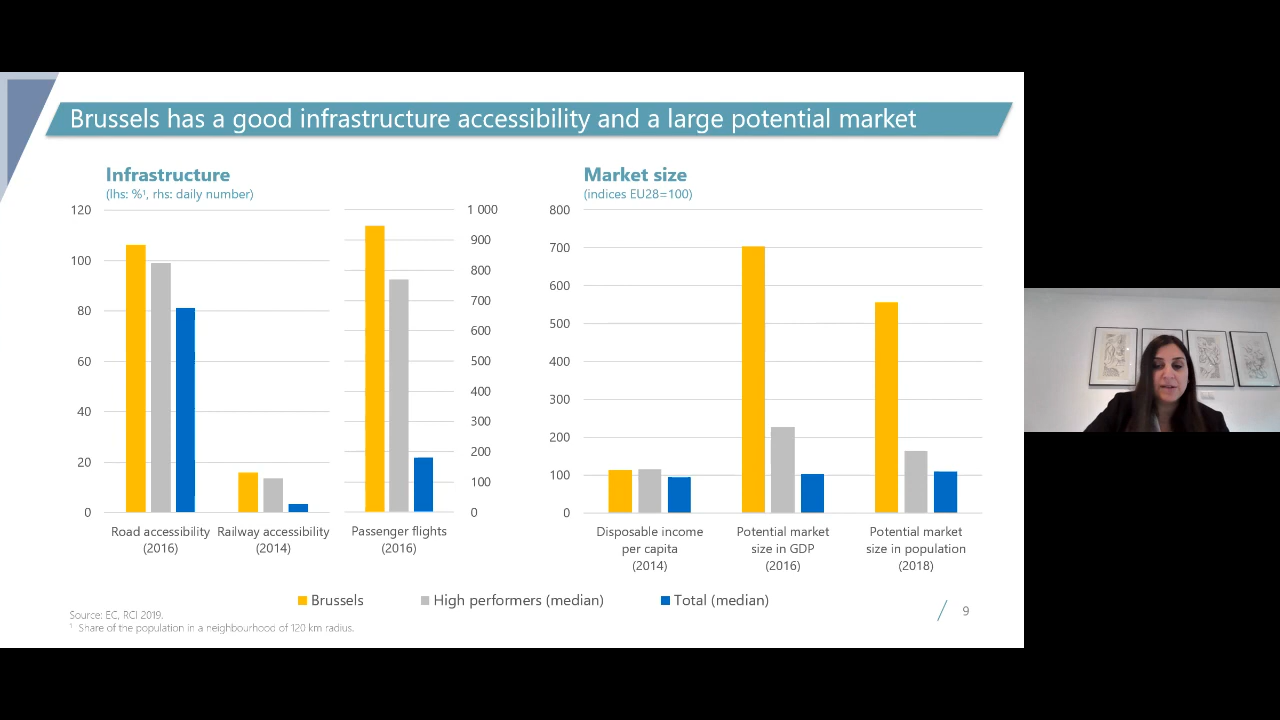 Brussels has a good infrastructure accessibility and a large potential market
Infrastructure
(lhs: %¹, rhs: daily number)
120
100
80
60
40
20
0
1 000
900
800
700
600
500
400
300
200
100
0
Road accessibility
(2016)
Railway accessibility
(2014)
Passenger flights
(2016)
Market size
(indices EU28=100)
800
700
600
500
400
300
200
100
0
Disposable income
per capita
(2014)
Potential market
size in GDP
(2016)
Potential market
size in population
(2018)
Brussels
High performers (median)
Total (median)
Source: EC, RCI 2019.
¹ Share of the population in a neighbourhood of 120 km radius.
9